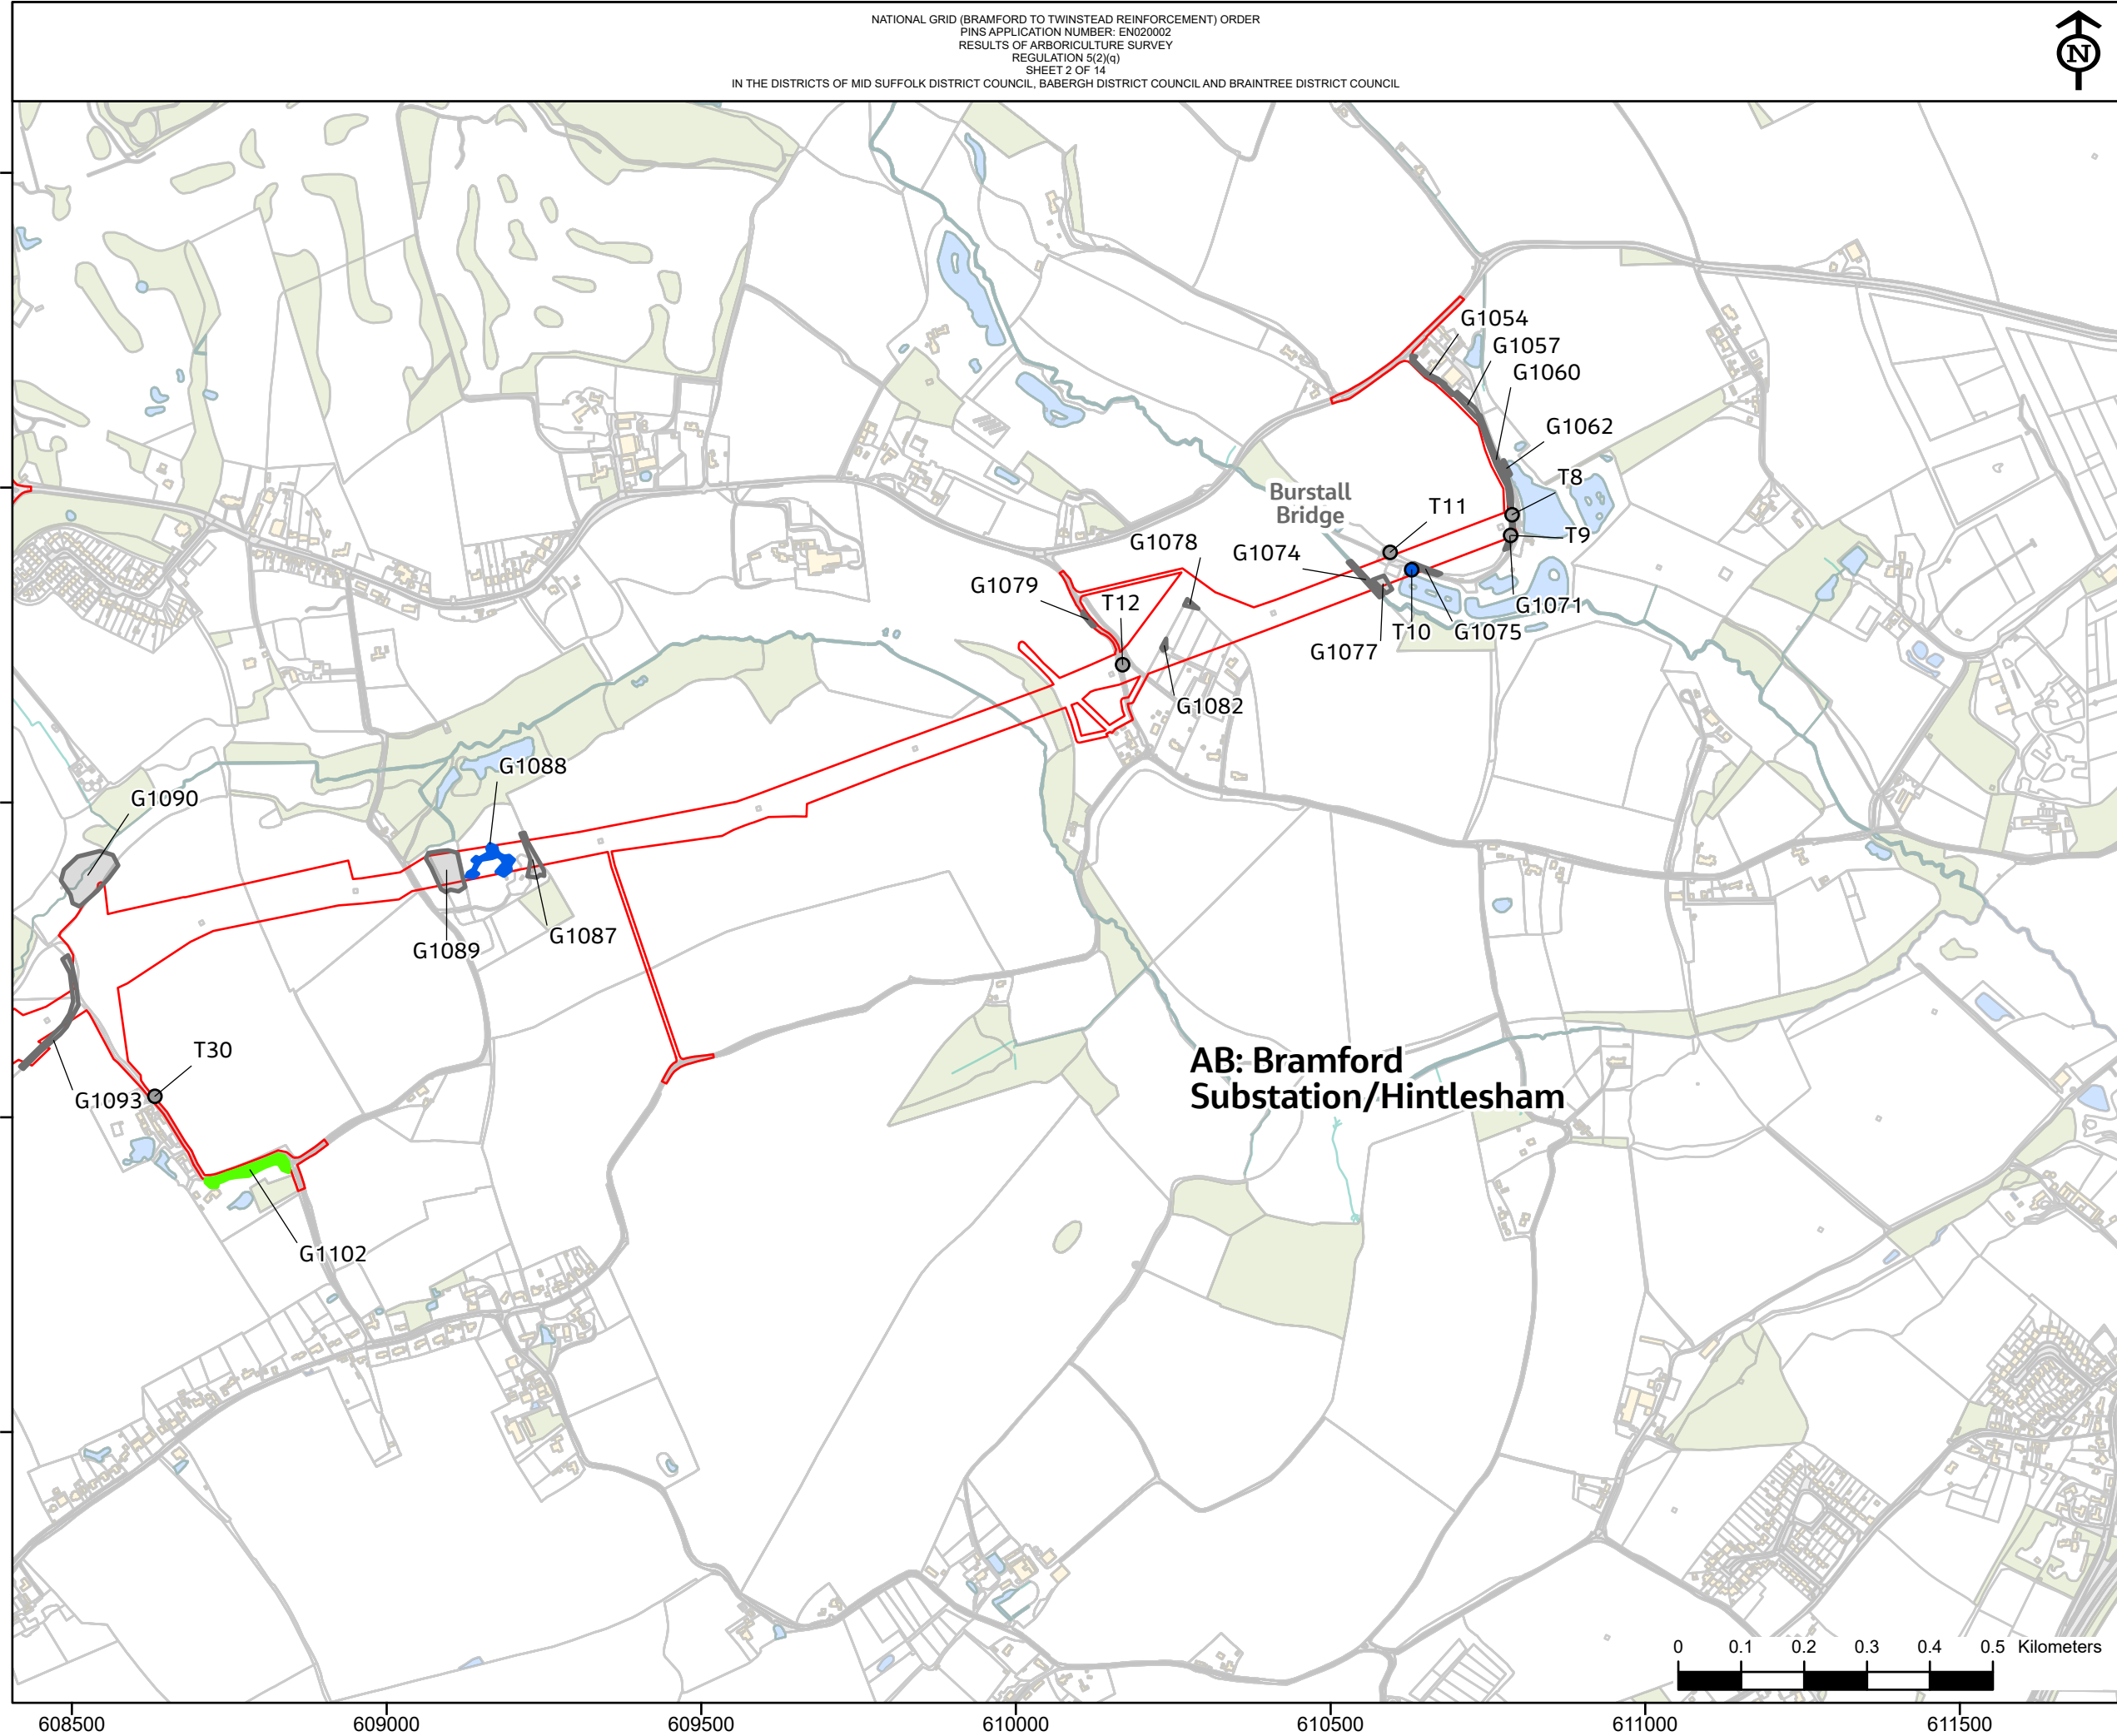 NATIONAL GRID (BRAMFORD TO TWINSTEAD REINFORCEMENT) ORDER
PINS APPLICATION NUMBER: EN020002
RESULTS OF ARBORICULTURE SURVEY
REGULATION 5(2)(q)
SHEET 2 OF 14
IN THE DISTRICTS OF MID SUFFOLK DISTRICT COUNCIL, BABERGH DISTRICT COUNCIL AND BRAINTREE DISTRICT COUNCIL
N
G1054
G1057
G1060
G1062
T8
Burstall
Bridge
T11
T9
G1078
G1074
G1079
T12
G1071
T10
G1075
G1077
G1082
G1088
G1090
G1087
G1089
T30
AB: Bramford
Substation/Hintlesham
G1093
G1102
0 0.1 0.2 0.3 0.4 0.5 Kilometers
608500 609000 609500 610000 610500 611000 611500